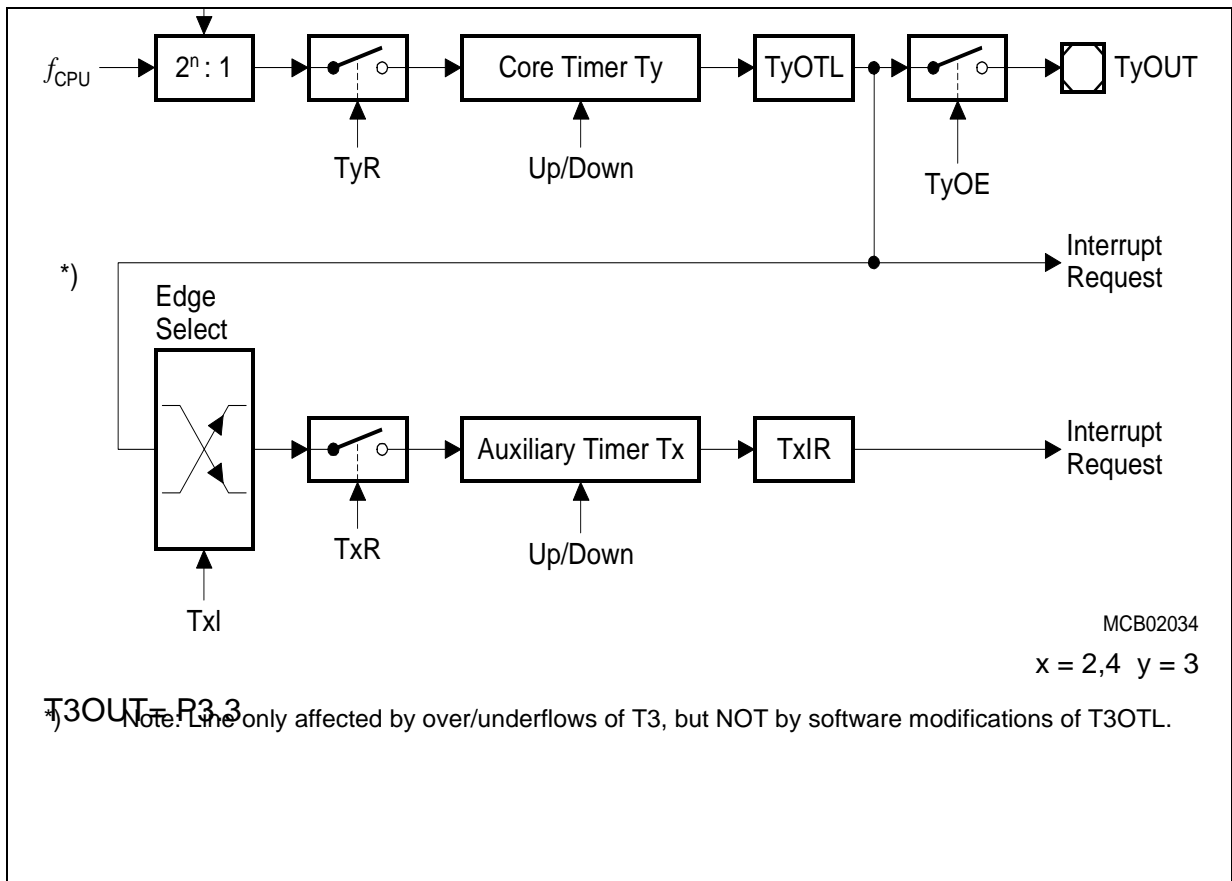 fCPU
2n : 1
Core Timer Ty
TyOTL
TyOUT
TyR
Up/Down
TyOE
*)
Interrupt
Request
Edge
Select
Auxiliary Timer Tx
TxIR
Interrupt
Request
TxR
Up/Down
TxI
MCB02034
x = 2,4 y = 3
T3OUT= P3.3
*) Note: Line only affected by over/underflows of T3, but NOT by software modifications of T3OTL.